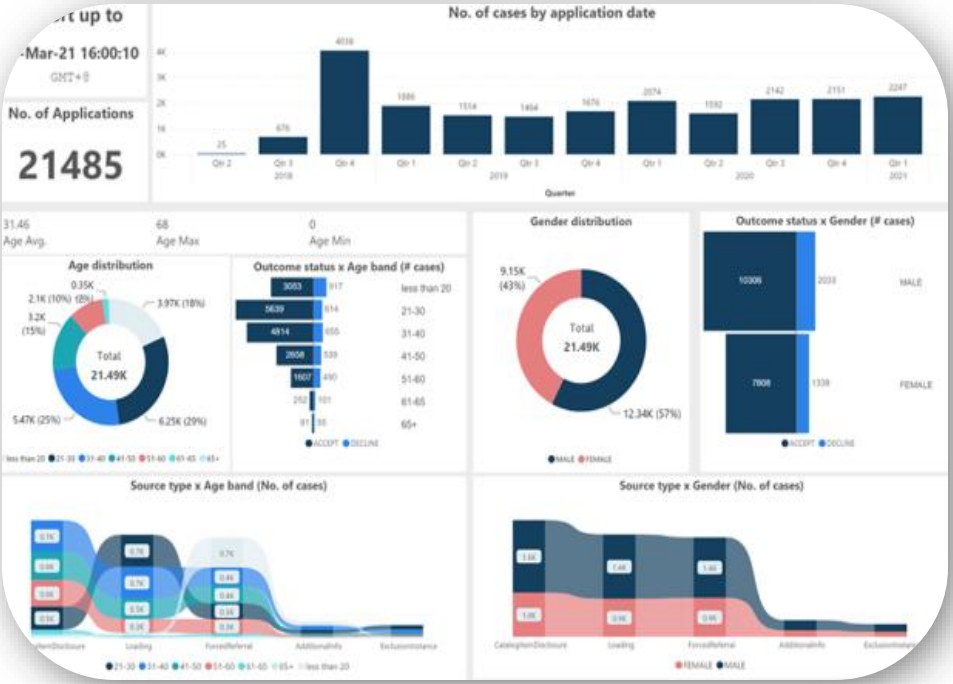 up to
-Mar-21 16:00:10
GMT+8
No. of Applications
21485
No. of cases by application date
4K
3K
2K
1K
0K
25
676
4038
1886
1514
1464
1676
2074
1592
2142
2151
2247
Qtr 2
Qtr 3
Qtr 4
Qtr 1
Qtr 2
Qtr 3
Qtr 4
Qtr 1
Qtr 2
Qtr 3
Qtr 4
Qtr 1
2018
2019
2020
2021
Quarter
31.46
Age Avg.
68
Age Max
0
Age Min
Age distribution
0.35K
2.1K (10%)
3.97K (18%)
3.2K
(15%)
Total
21.49K
5.47K (25%)
6.25K (29%)
less than 20 21-30 31-40 41-50 51-60 61-65 65+
Outcome status x Age band (# cases)
3053 917 less than 20
5639 614 21-30
4814 655 31-40
2658 539 41-50
1607 490 51-60
252 101 61-65
65+
ACCEPT DECLINE
Gender distribution
9.15K
(43%)
Total
21.49K
12.34K (57%)
MALE FEMALE
Outcome status x Gender (# cases)
10306 2033 MALE
7908 1338 FEMALE
ACCEPT DECLINE
Source type x Age band (No. of cases)
0.7K
0.6K
0.6K
0.5K
0.7K
0.7K
0.5K
0.3K
0.7K
0.4K
0.4K
0.3K
0.3K
Loading
ForcedReferral
AdditionalInfo
ExclusionInstance
21-30 31-40 41-50 51-60 61-65 65+ less than 20
Source type x Gender (No. of cases)
1.6K
1.0K
1.4K
0.9K
1.4K
0.9K
Loading
ForcedReferral
AdditionalInfo
FEMALE MALE